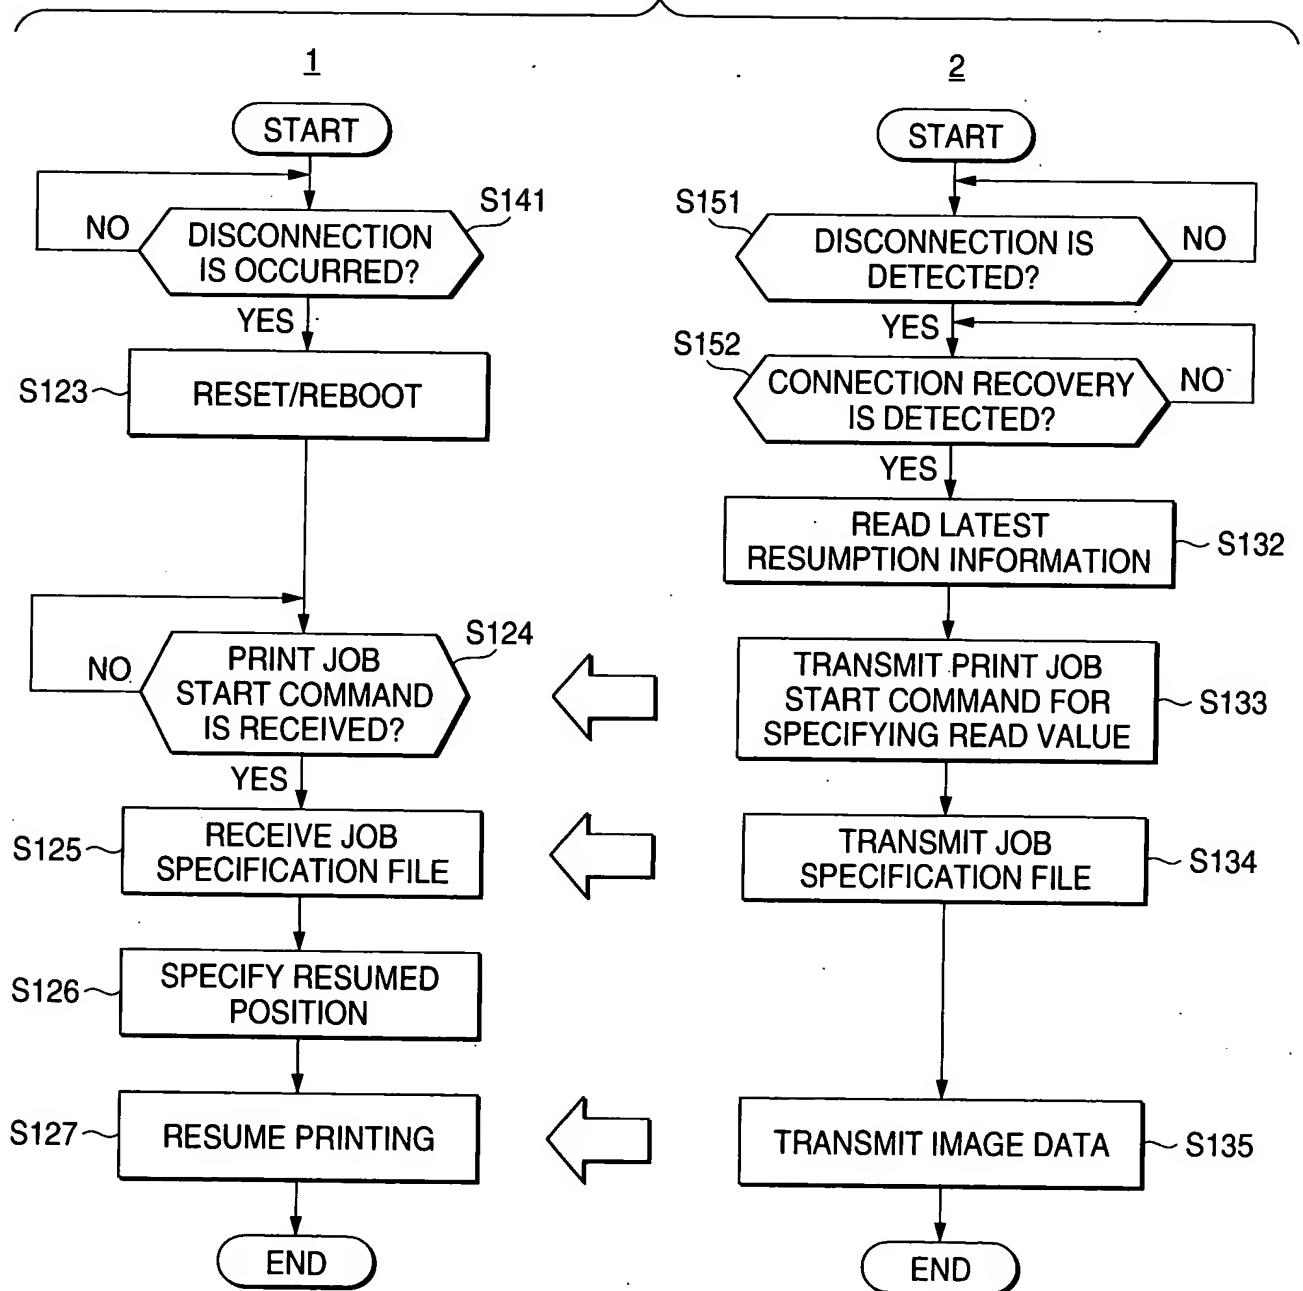 1
START
S141
NO
DISCONNECTION
IS OCCURRED?
YES
S123
RESET/REBOOT
S124
NO
PRINT JOB
START COMMAND
IS RECEIVED?
YES
S125
RECEIVE JOB
SPECIFICATION FILE
S126
SPECIFY RESUMED
POSITION
S127
RESUME PRINTING
END
2
START
S151
DISCONNECTION IS
DETECTED?
NO
YES
S152
CONNECTION RECOVERY
IS DETECTED?
NO
YES
READ LATEST
RESUMPTION INFORMATION
S132
TRANSMIT PRINT JOB
START COMMAND FOR
SPECIFYING READ VALUE
S133
TRANSMIT JOB
SPECIFICATION FILE
S134
TRANSMIT IMAGE DATA
S135
END